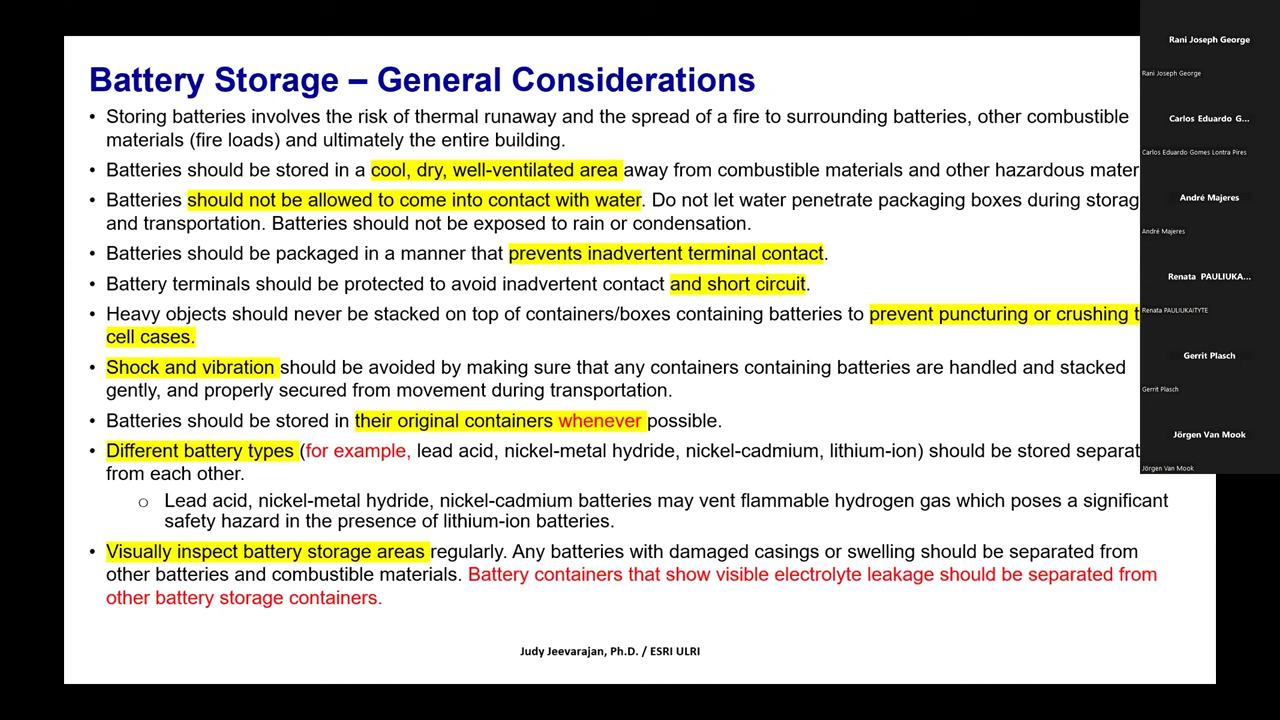 Battery Storage – General Considerations
• Storing batteries involves the risk of thermal runaway and the spread of a fire to surrounding batteries, other combustible
materials (fire loads) and ultimately the entire building.
• Batteries should be stored in a cool, dry, well-ventilated area away from combustible materials and other hazardous mater
• Batteries should not be allowed to come into contact with water. Do not let water penetrate packaging boxes during storag
and transportation. Batteries should not be exposed to rain or condensation.
• Batteries should be packaged in a manner that prevents inadvertent terminal contact.
• Battery terminals should be protected to avoid inadvertent contact and short circuit.
• Heavy objects should never be stacked on top of containers/boxes containing batteries to prevent puncturing or crushing t
cell cases.
• Shock and vibration should be avoided by making sure that any containers containing batteries are handled and stacked
gently, and properly secured from movement during transportation.
• Batteries should be stored in their original containers whenever possible.
• Different battery types (for example, lead acid, nickel-metal hydride, nickel-cadmium, lithium-ion) should be stored separat
from each other.
o Lead acid, nickel-metal hydride, nickel-cadmium batteries may vent flammable hydrogen gas which poses a significant
safety hazard in the presence of lithium-ion batteries.
• Visually inspect battery storage areas regularly. Any batteries with damaged casings or swelling should be separated from
other batteries and combustible materials. Battery containers that show visible electrolyte leakage should be separated from
other battery storage containers.
Judy Jeevarajan, Ph.D. / ESRI ULRI
Rani Joseph George
Rani Joseph George
Carlos Eduardo G...
Carlos Eduardo Gomes Lontra Pires
André Majeres
André Majeres
Renata PAULIUKA...
Renata PAULIUKAITYTE
Gerrit Plasch
Gerrit Plasch
Jörgen Van Mook
Jörgen Van Mook